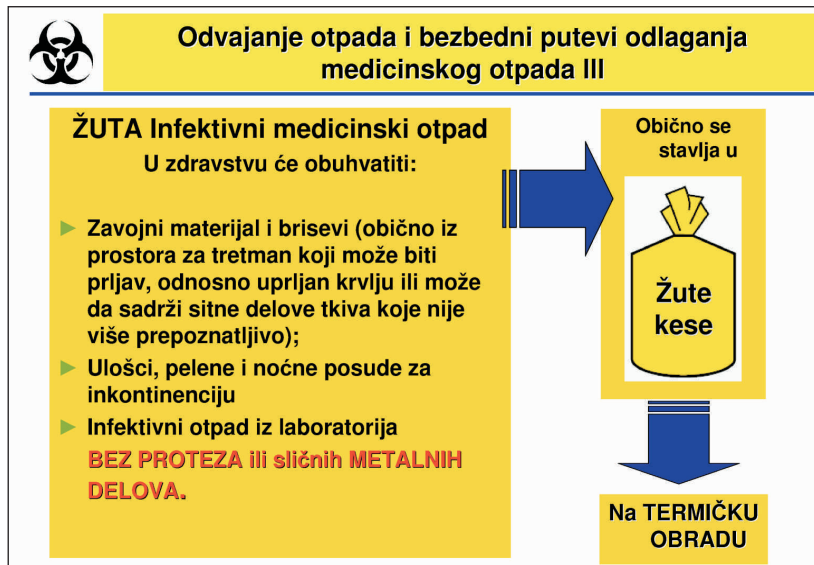 Odvajanje otpada i bezbedni putevi odlaganja
medicinskog otpada III
ŽUTA Infektivni medicinski otpad
U zdravstvu će obuhvatiti:
Zavojni materijal i brisevi (obično iz
prostora za tretman koji može biti
prljav, odnosno uprljan krvlju ili može
da sadrži sitne delove tkiva koje nije
više prepoznatljivo);
Ulošci, pelene i noćne posude za
inkontinenciju
Infektivni otpad iz laboratorija
BEZ PROTEZA ili sličnih METALNIH
DELOVA.
Obično se
stavlja u
Žute
kese
Na TERMIČKU
OBRADU